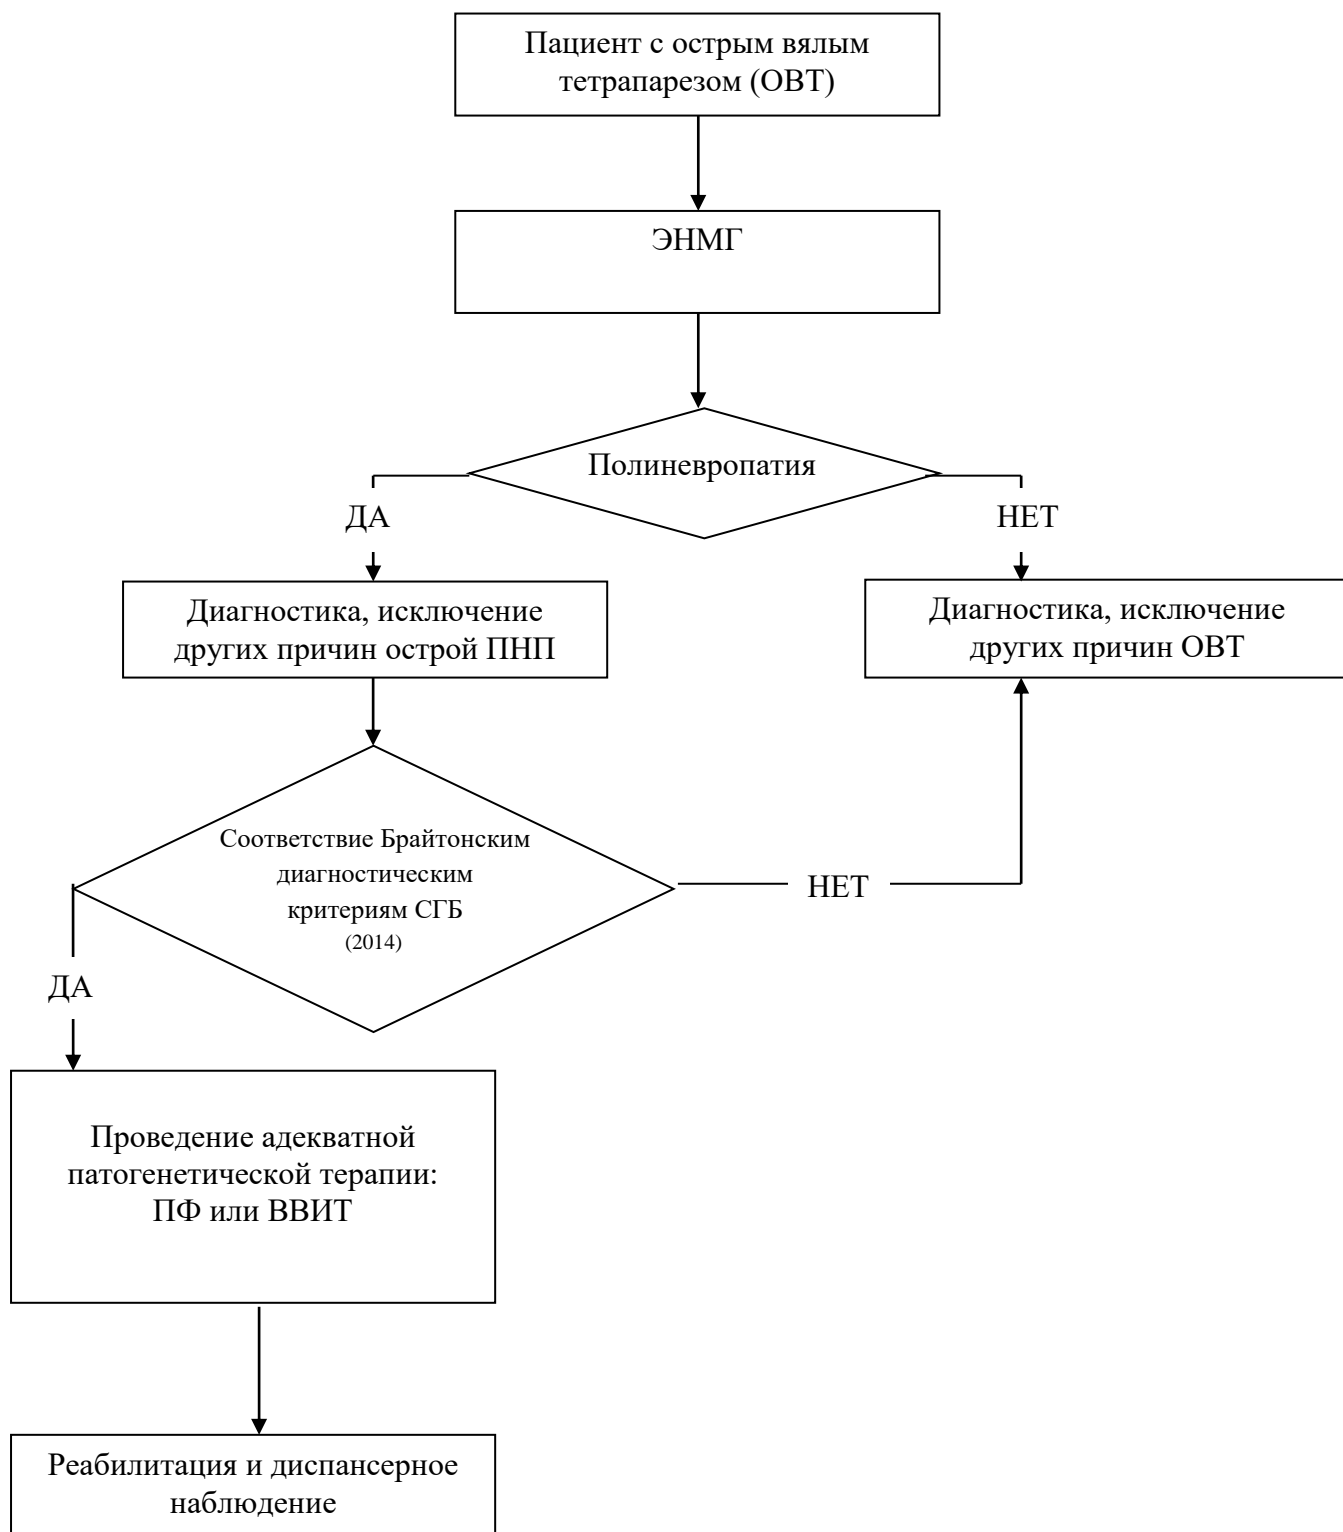 Пациент с острым вялым
тетрапарезом (ОВТ)
ЭНМГ
Полиневропатия
ДА
НЕТ
Диагностика, исключение
других причин острой ПНП
Диагностика, исключение
других причин ОВТ
Соответствие Брайтонским
диагностическим
критериям СГБ
(2014)
НЕТ
ДА
Проведение адекватной
патогенетической терапии:
ПФ или ВВИТ
Реабилитация и диспансерное
наблюдение